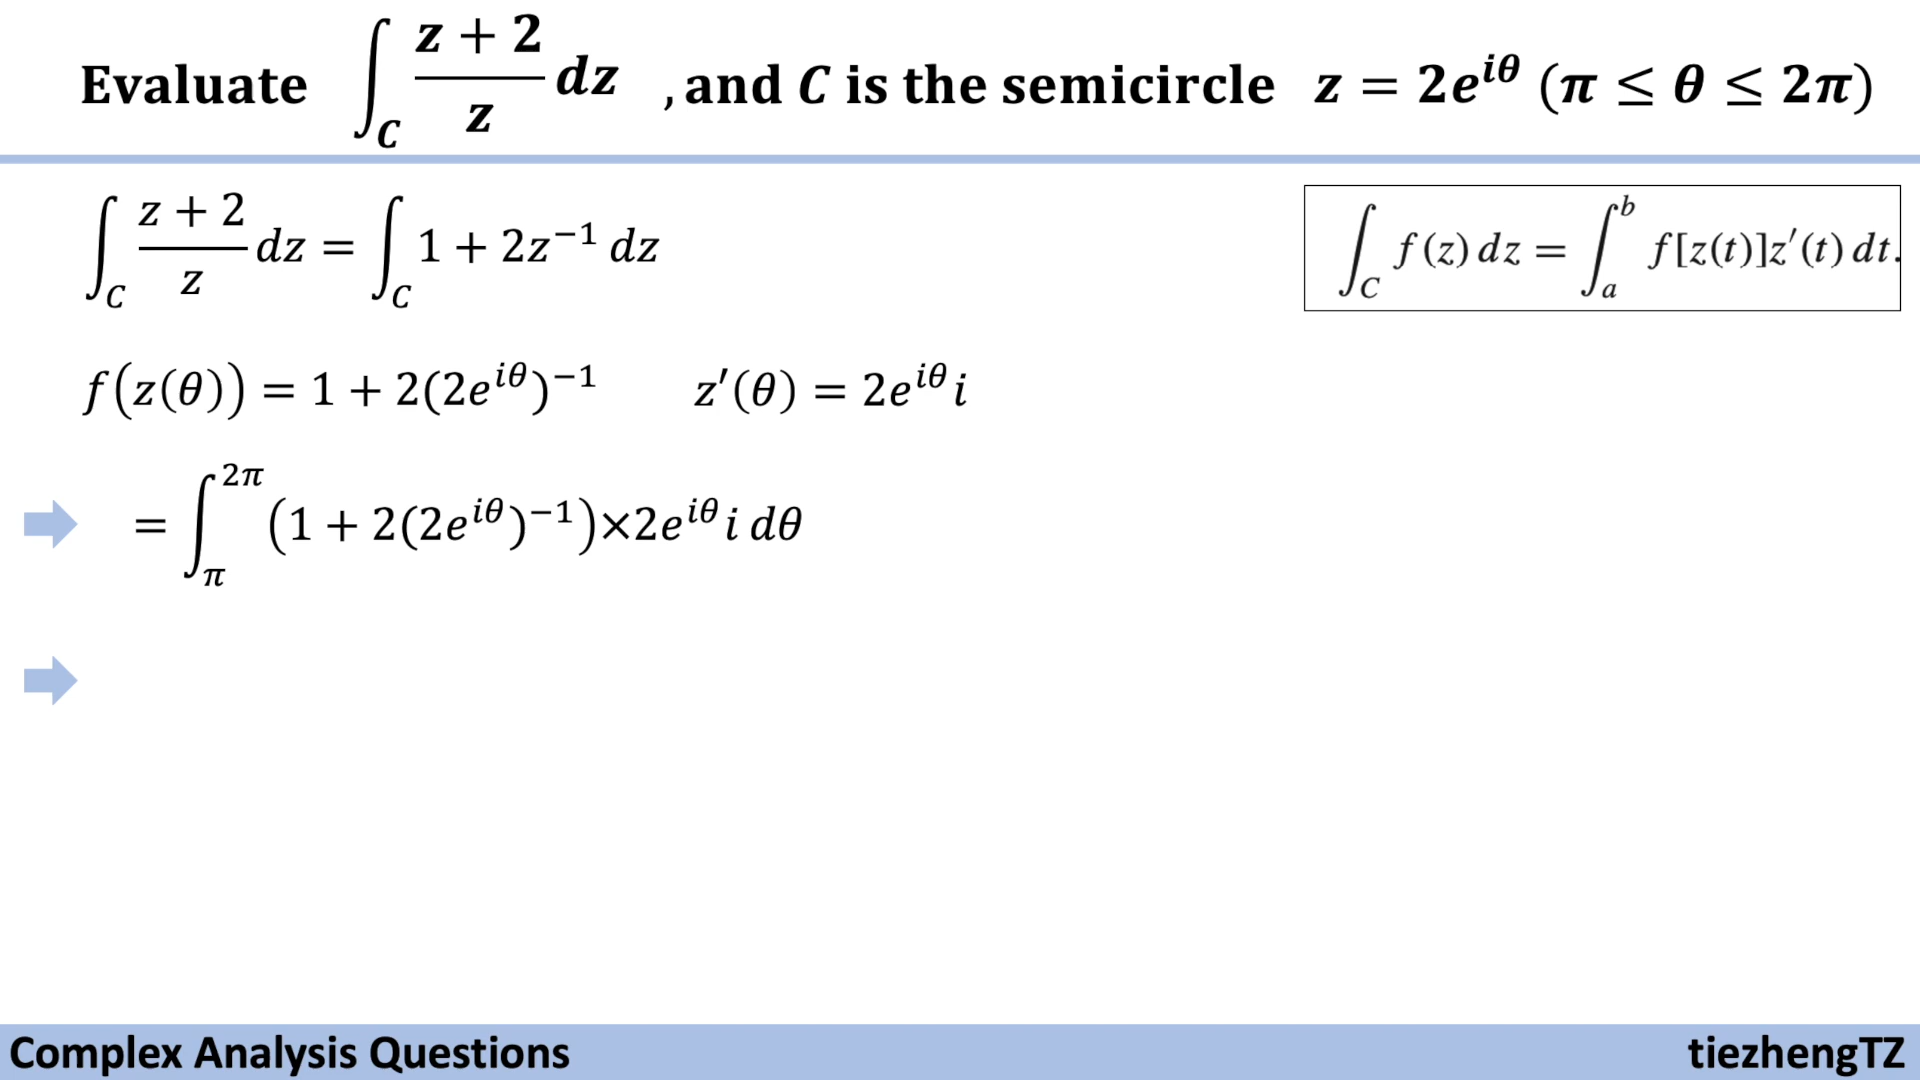 Evaluate ∫_C (z + 2)/z dz , and C is the semicircle z = 2e^{iθ} (π ≤ θ ≤ 2π)
∫_C (z + 2)/z dz = ∫_C 1 + 2z^{−1} dz
∫_C f(z) dz = ∫_a^b f[z(t)]z′(t) dt.
f(z(θ)) = 1 + 2(2e^{iθ})^{−1} z′(θ) = 2e^{iθ} i
= ∫_π^{2π} (1 + 2(2e^{iθ})^{−1})×2e^{iθ} i dθ
Complex Analysis Questions
tiezhengTZ